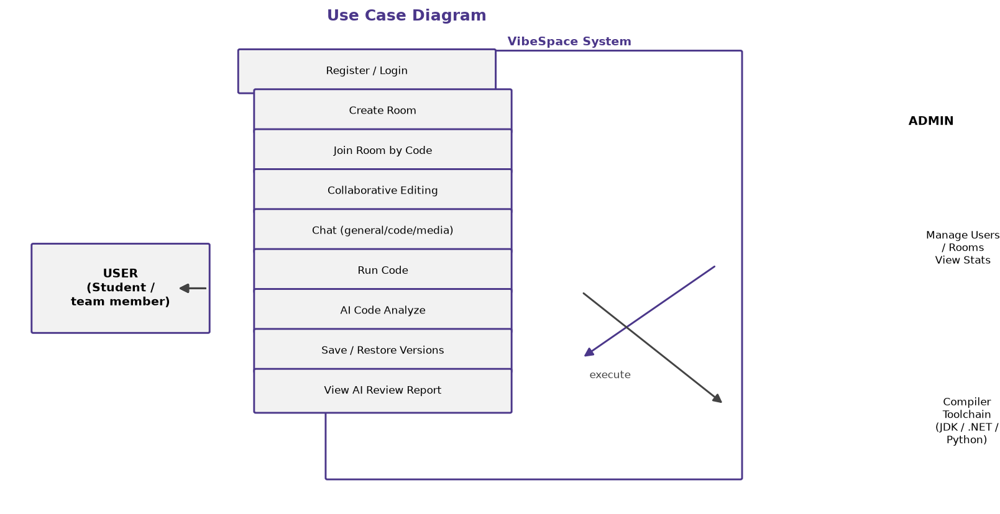 Use Case Diagram
VibeSpace System
Register / Login
Create Room
Join Room by Code
Collaborative Editing
Chat (general/code/media)
Run Code
AI Code Analyze
Save / Restore Versions
View AI Review Report
USER
(Student /
team member)
execute
ADMIN
Manage Users
/ Rooms
View Stats
Compiler
Toolchain
(JDK / .NET /
Python)